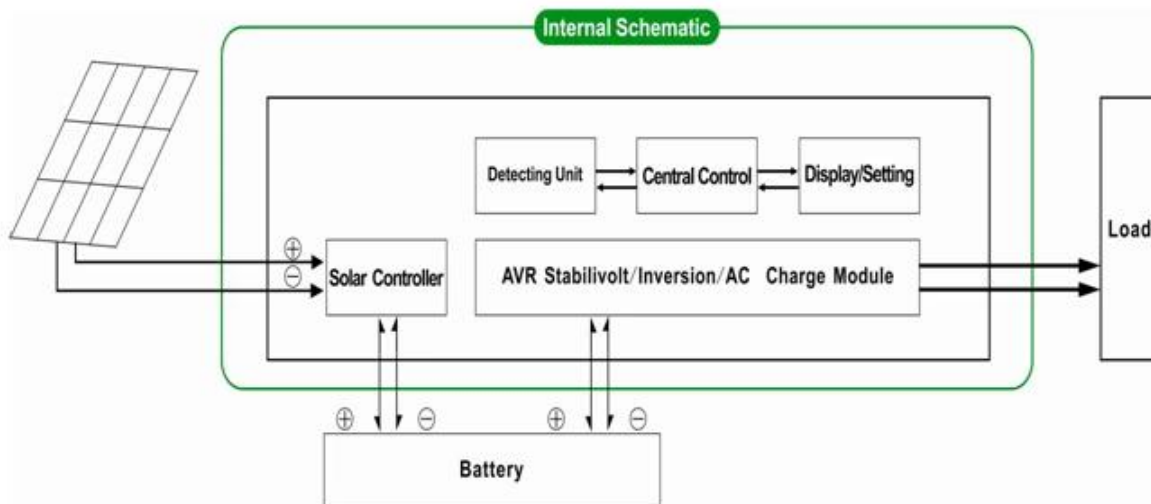 Internal Schematic
Detecting Unit
Central Control
Display/Setting
Load
+
−
Solar Controller
AVR Stabilivolt/Inversion/AC Charge Module
+ −
+ −
Battery